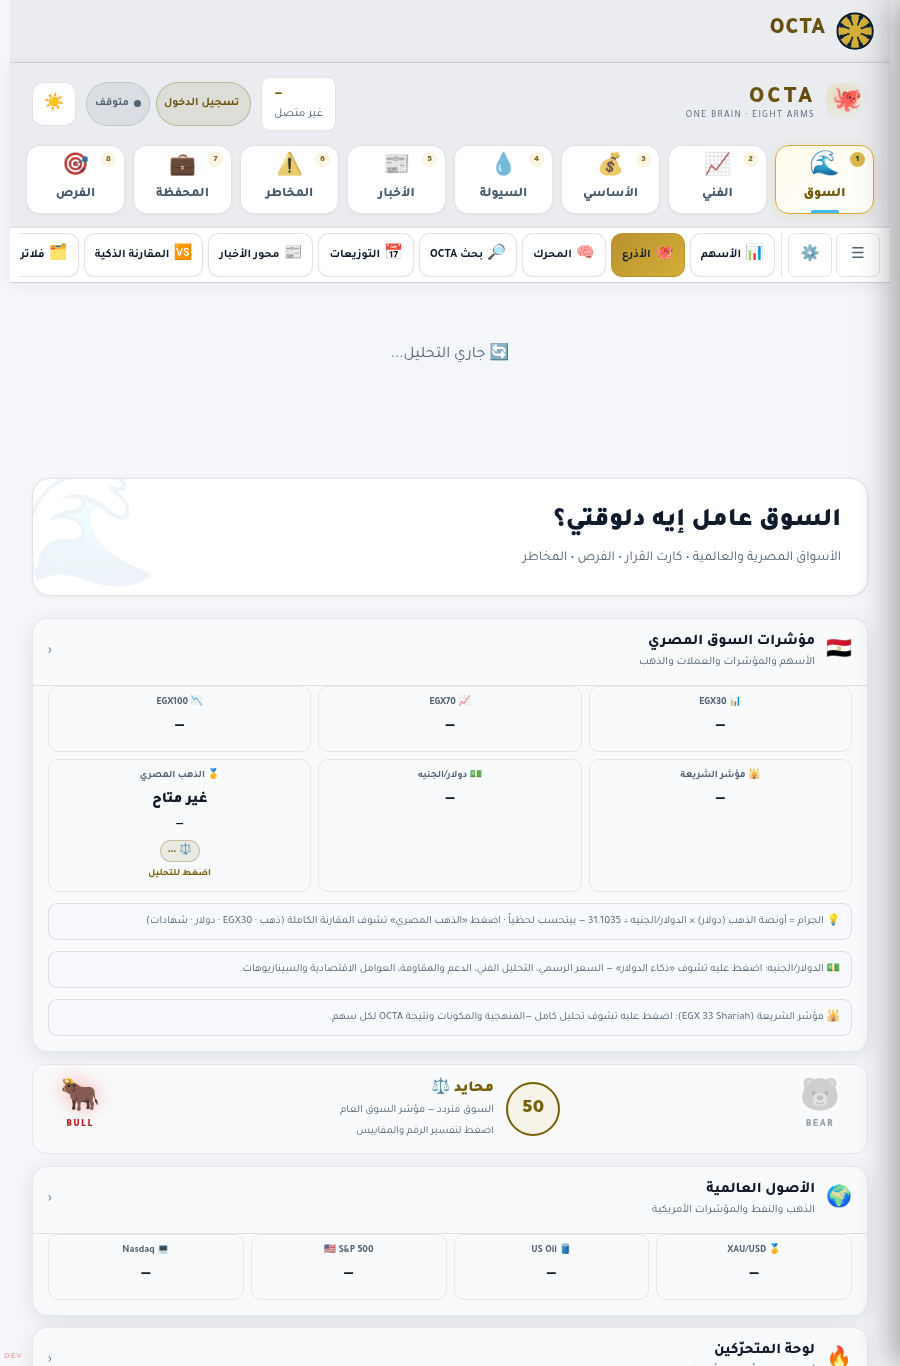 OCTA
OCTA
ONE BRAIN · EIGHT ARMS
–
غير متصل
تسجيل الدخول
متوقف
1
السوق
2
الفني
3
الأساسي
4
السيولة
5
الأخبار
6
المخاطر
7
المحفظة
8
الفرص
الأسهم
الأذرع
المحرك
بحث OCTA
التوزيعات
محور الأخبار
المقارنة الذكية
فلاتر
جاري التحليل...
السوق عامل إيه دلوقتي؟
الأسواق المصرية والعالمية • كارت القرار • الفرص • المخاطر
مؤشرات السوق المصري
الأسهم والمؤشرات والعملات والذهب
EGX30
–
EGX70
–
EGX100
–
مؤشر الشريعة
–
دولار/الجنيه
–
الذهب المصري
غير متاح
–
...
اضغط للتحليل
الجرام = أونصة الذهب (دولار) × الدولار/الجنيه ÷ 31.1035 — بيتحسب لحظياً · اضغط «الذهب المصري» تشوف المقارنة الكاملة (ذهب · EGX30 · دولار · شهادات)
الدولار/الجنيه: اضغط عليه تشوف «ذكاء الدولار» — السعر الرسمي، التحليل الفني، الدعم والمقاومة، العوامل الاقتصادية والسيناريوهات.
مؤشر الشريعة (EGX 33 Shariah): اضغط عليه تشوف تحليل كامل —المنهجية والمكونات ونتيجة OCTA لكل سهم.
BEAR
50
محايد
السوق متردد — مؤشر السوق العام
اضغط لتفسير الرقم والمقاييس
BULL
الأصول العالمية
الذهب والنفط والمؤشرات الأمريكية
XAU/USD
–
US Oil
–
S&P 500
–
Nasdaq
–
لوحة المتحرّكين
DEV